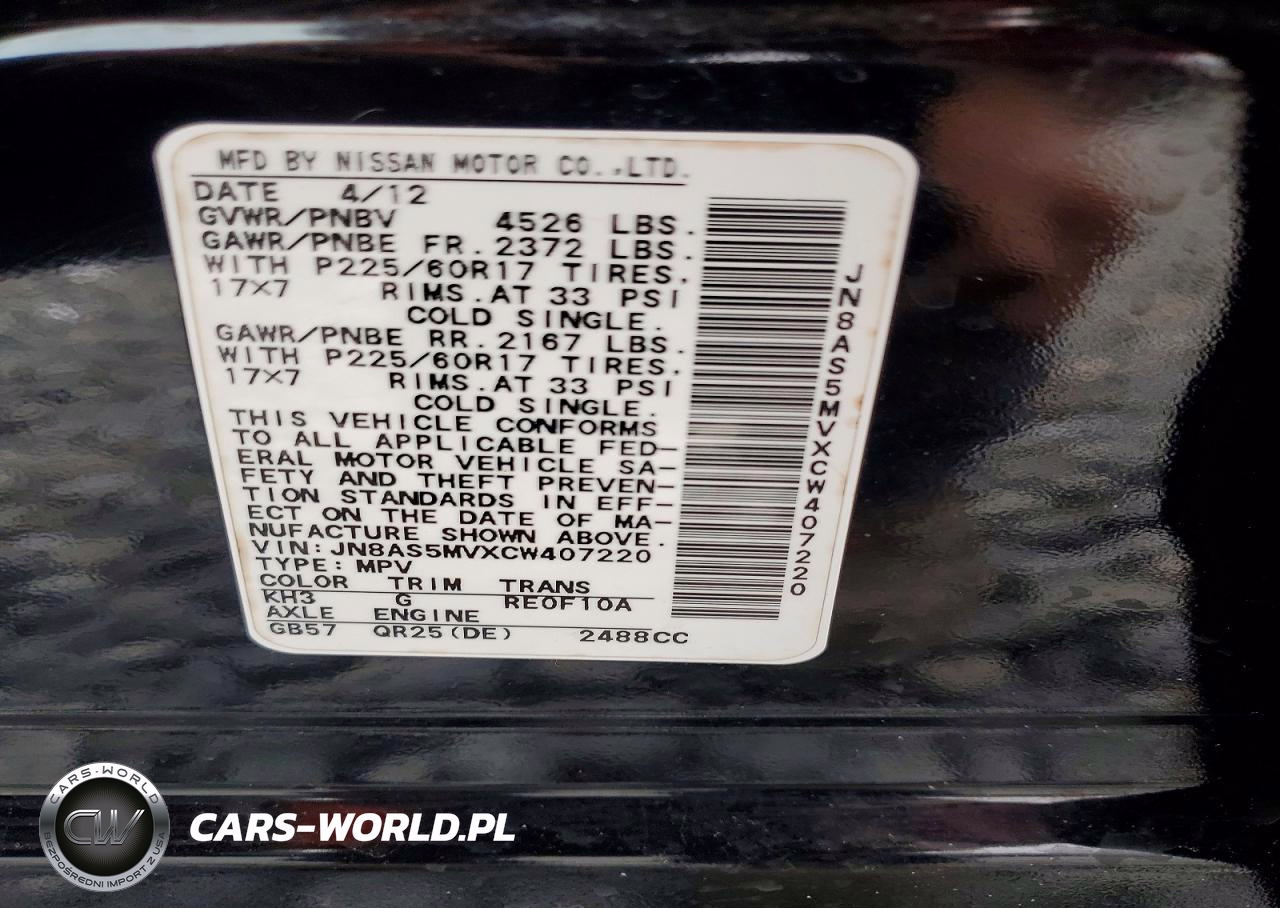 MFD BY NISSAN MOTOR CO.,LTD.
DATE 4/12
GVWR/PNBV 4526 LBS.
GAWR/PNBE FR.2372 LBS.
WITH P225/60R17 TIRES.
17X7 RIMS.AT 33 PSI
COLD SINGLE.
GAWR/PNBE RR.2167 LBS.
WITH P225/60R17 TIRES.
17X7 RIMS.AT 33 PSI
COLD SINGLE.
THIS VEHICLE CONFORMS
TO ALL APPLICABLE FED-
ERAL MOTOR VEHICLE SA-
FETY AND THEFT PREVEN-
TION STANDARDS IN EFF-
ECT ON THE DATE OF MA-
NUFACTURE SHOWN ABOVE.
VIN:JN8AS5MVXCW407220
TYPE:MPV
COLOR TRIM TRANS
KH3 G RE0F10A
AXLE ENGINE
GB57 QR25(DE) 2488CC
JN8AS5MVXCW407220
CARS-WORLD
CW
BEZPOŚREDNI IMPORT Z USA
CARS-WORLD.PL